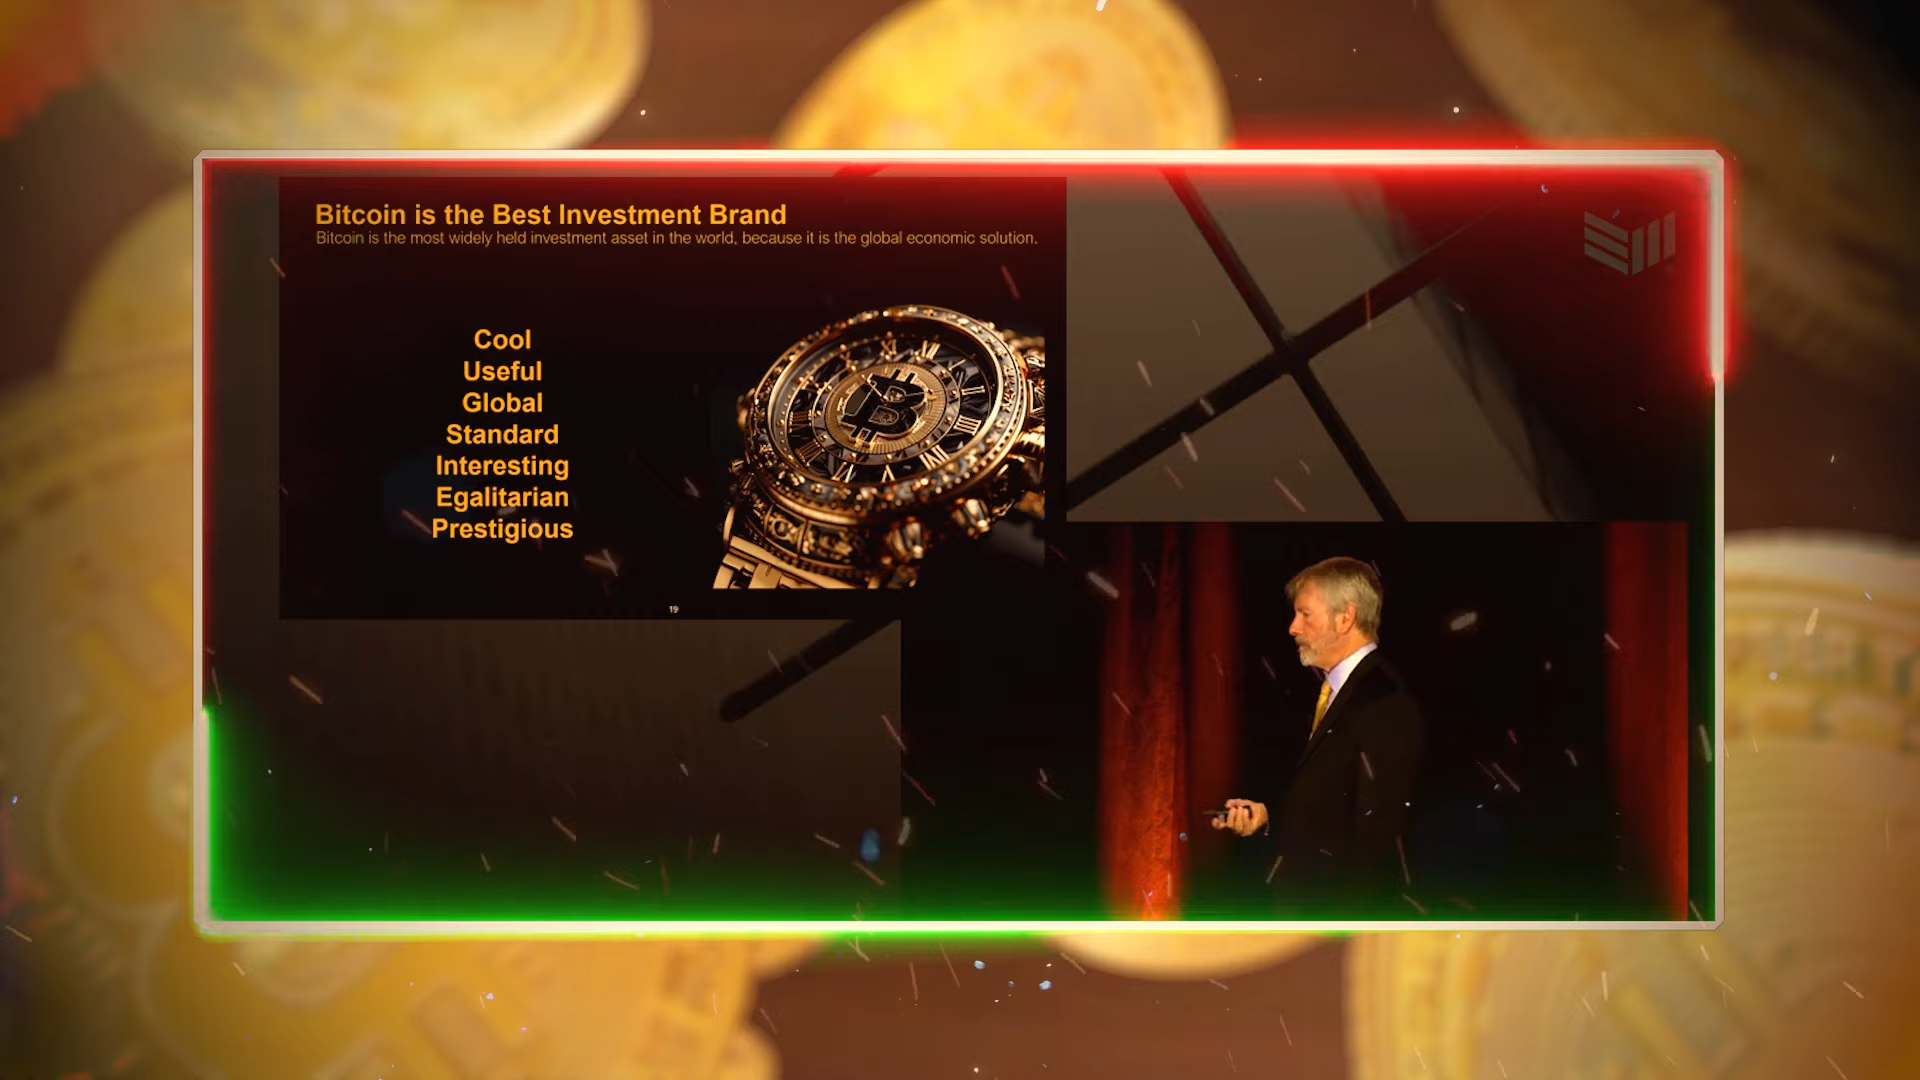 Bitcoin is the Best Investment Brand
Bitcoin is the most widely held investment asset in the world, because it is the global economic solution.
Cool
Useful
Global
Standard
Interesting
Egalitarian
Prestigious
19